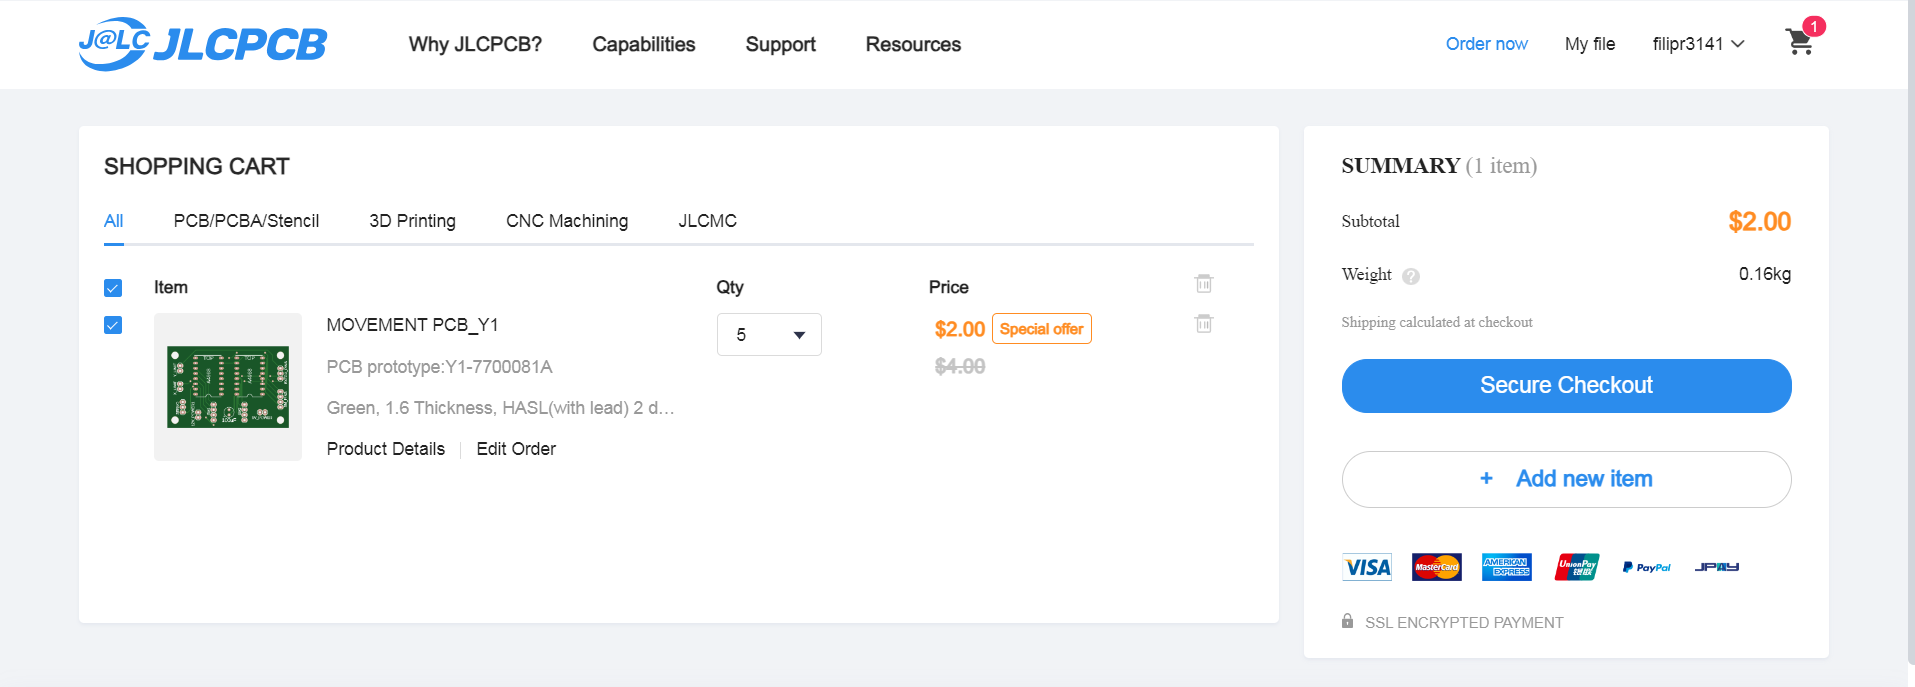 J@LC JLCPCB
Why JLCPCB? Capabilities Support Resources
Order now My file filipr3141 1
SHOPPING CART
All PCB/PCBA/Stencil 3D Printing CNC Machining JLCMC
Item Qty Price
MOVEMENT PCB_Y1
PCB prototype:Y1-7700081A
Green, 1.6 Thickness, HASL(with lead) 2 d...
Product Details Edit Order
5
$2.00 Special offer
$4.00
SUMMARY (1 item)
Subtotal $2.00
Weight ? 0.16kg
Shipping calculated at checkout
Secure Checkout
+ Add new item
VISA MasterCard AMERICAN EXPRESS UnionPay 银联 PayPal JPAY
SSL ENCRYPTED PAYMENT